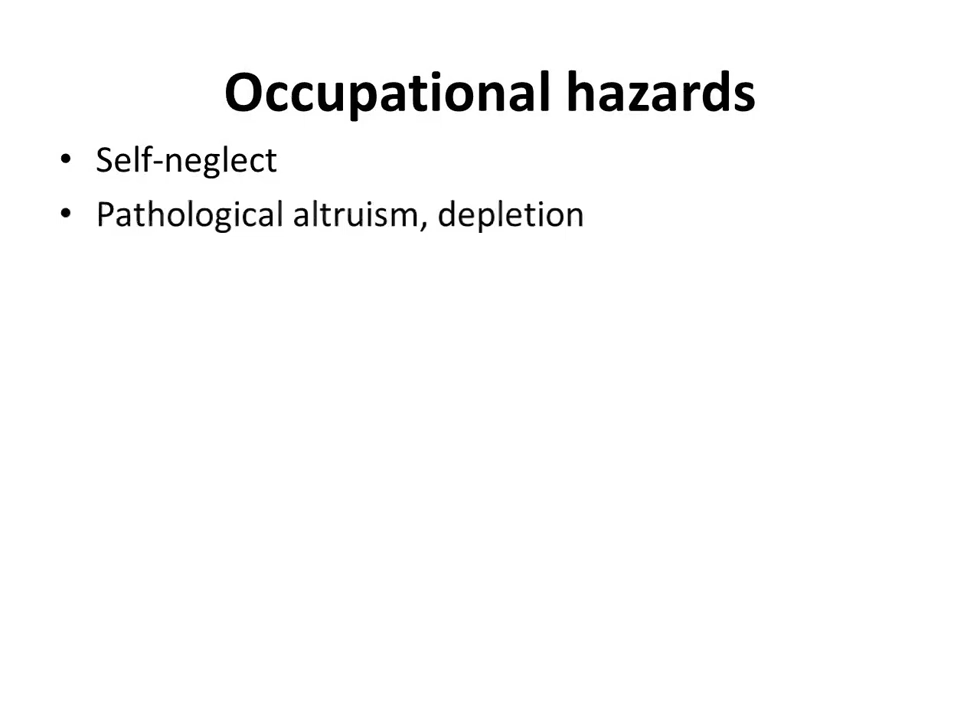 Occupational hazards
• Self-neglect
• Pathological altruism, depletion